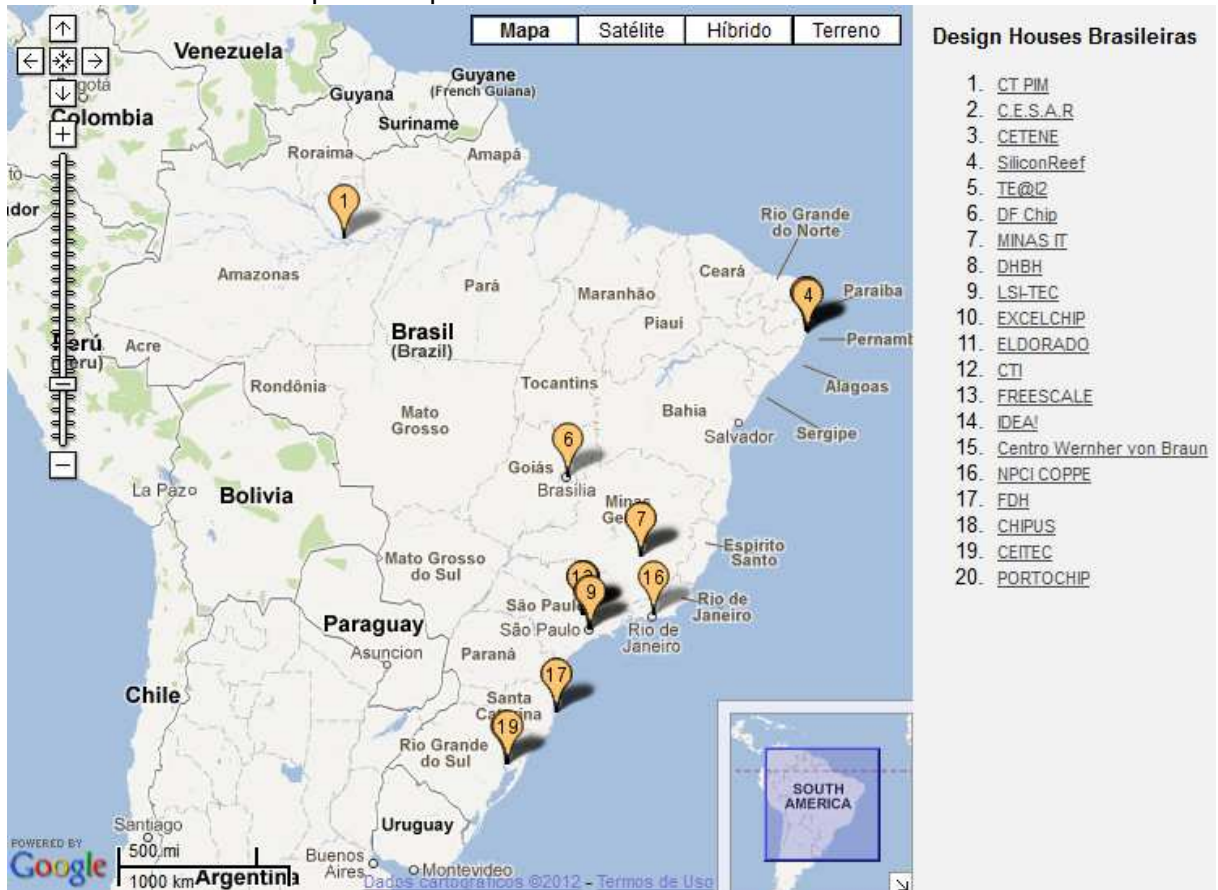 Mapa
Satélite
Híbrido
Terreno
Venezuela
Colombia
Guyana
Guyane
(French Guiana)
Suriname
Roraima
Amapá
1
Amazonas
Pará
Maranhão
Ceará
Rio Grande
do Norte
4
Paraiba
Piauí
Brasil
(Brazil)
Acre
Rondônia
Tocantins
Alagoas
Mato
Grosso
Bahia
Salvador
Sergipe
6
Goiás
Brasília
La Paz
Bolivia
Minas
7
Espirito
Santo
Mato Grosso
do Sul
9
16
São Paulo
Rio de
Janeiro
Rio de
Janeiro
Paraguay
Asuncion
Paraná
17
Chile
Santa
19
Rio Grande
do Sul
Uruguay
Santiago
Buenos
Aires
Montevideo
Argentina
POWERED BY
Google
500 mi
1000 km
Dados cartográficos ©2012 - Termos de Uso
SOUTH
AMERICA
Design Houses Brasileiras
1. CT PIM
2. C.E.S.A.R
3. CETENE
4. SiliconReef
5. TE@I2
6. DF Chip
7. MINAS IT
8. DHBH
9. LSI-TEC
10. EXCELCHIP
11. ELDORADO
12. CTI
13. FREESCALE
14. IDEA!
15. Centro Wernher von Braun
16. NPCI COPPE
17. FDH
18. CHIPUS
19. CEITEC
20. PORTOCHIP